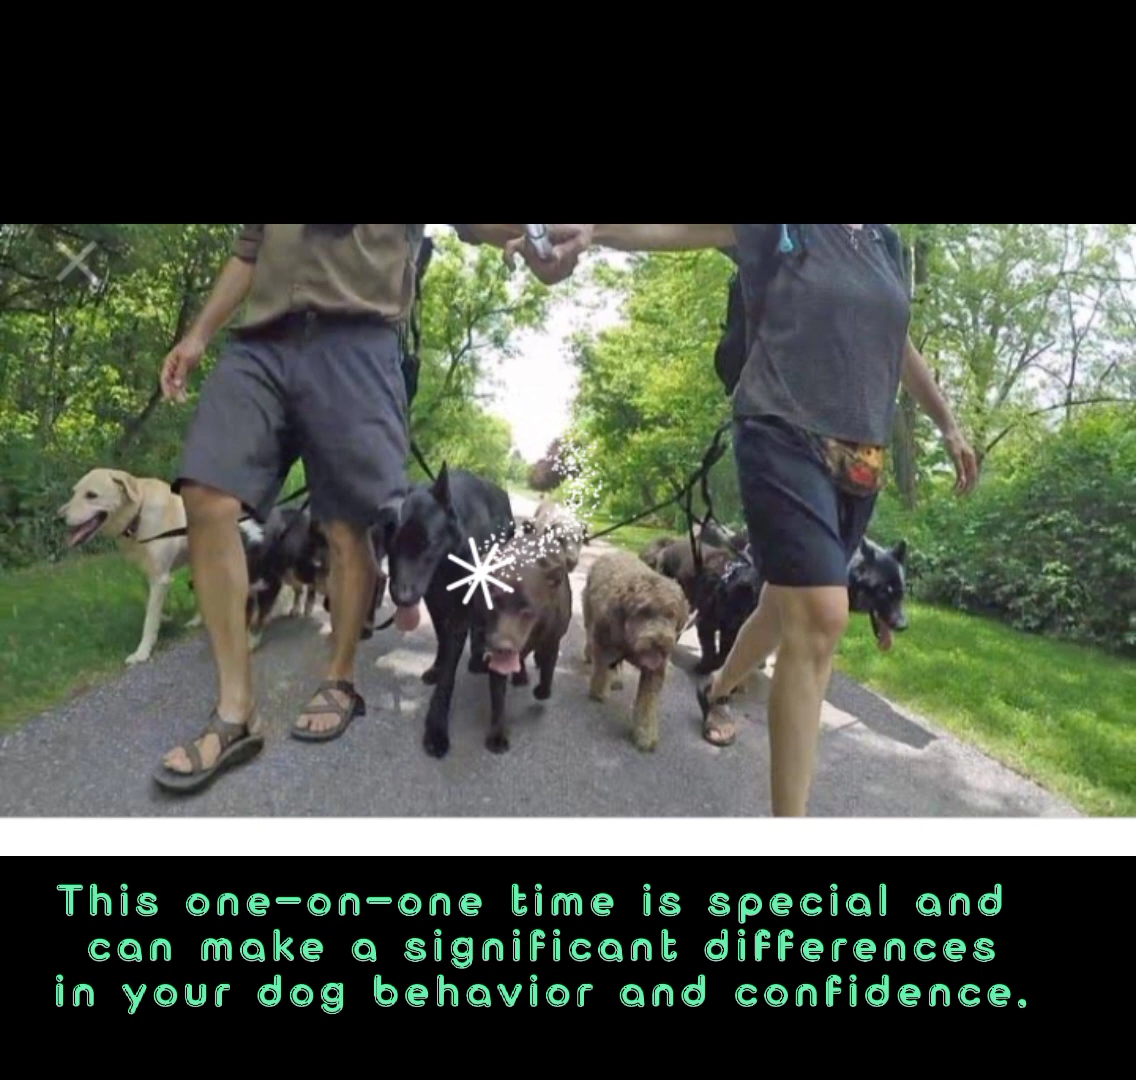 This one-on-one time is special and
can make a significant differences
in your dog behavior and confidence.